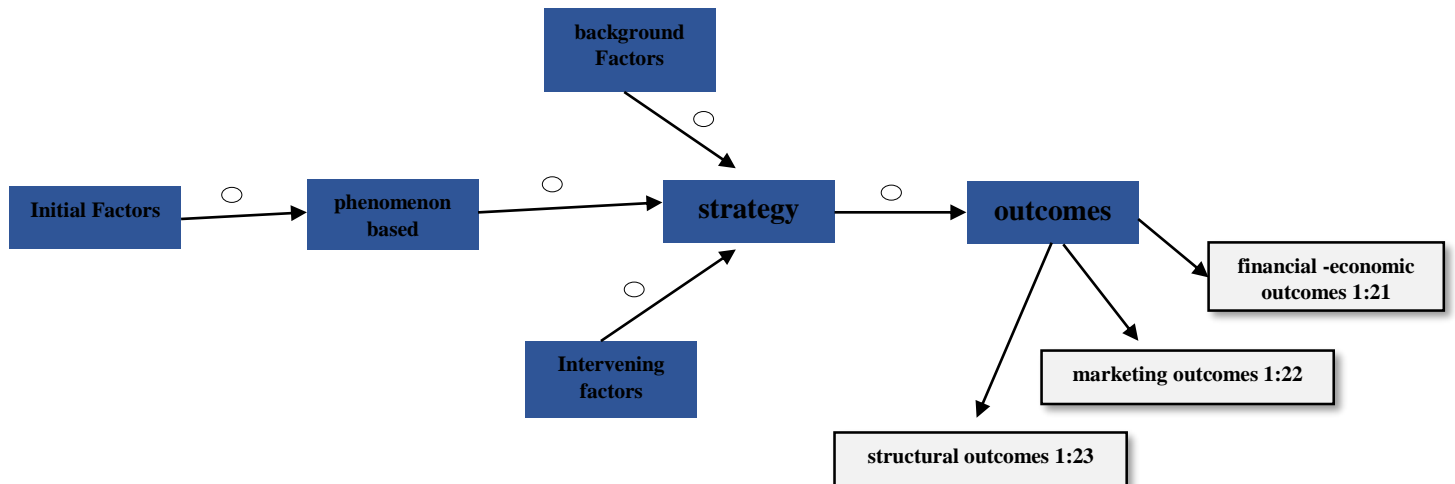 background
Factors
Initial Factors
phenomenon
based
strategy
outcomes
financial -economic
outcomes 1:21
Intervening
factors
marketing outcomes 1:22
structural outcomes 1:23